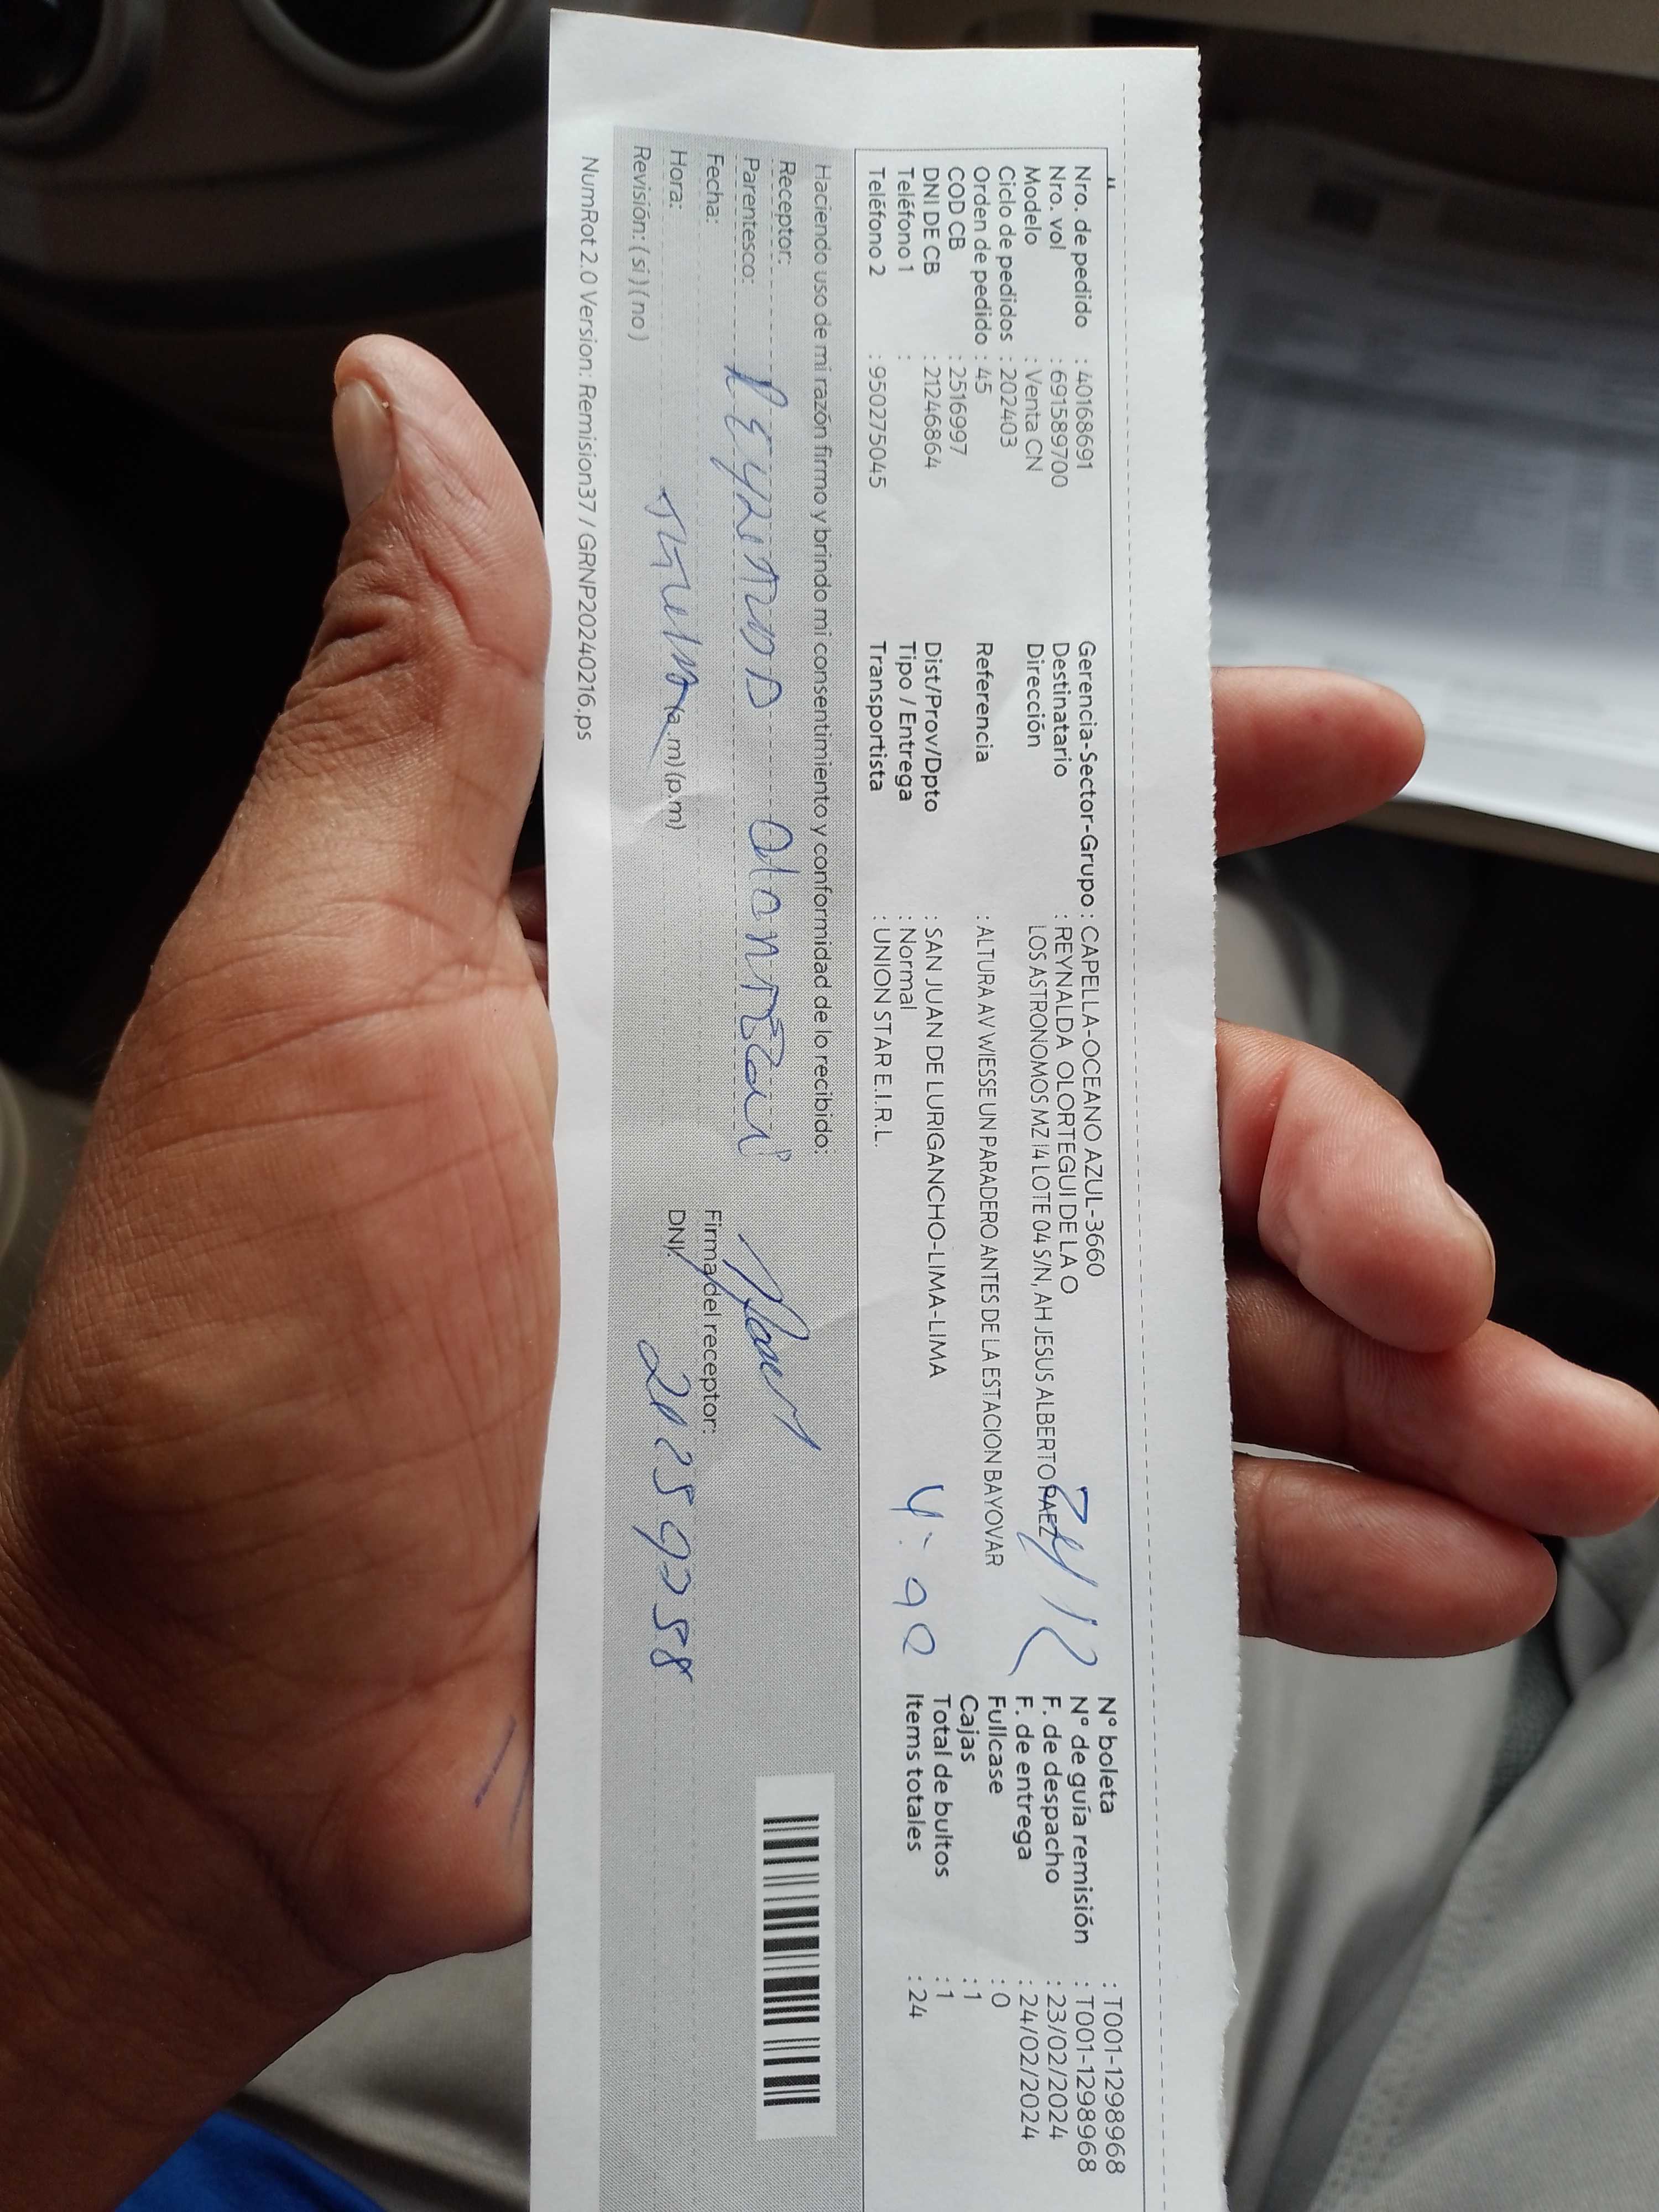 Nro. de pedido : 40168691
Nro. vol : 691589700
Modelo : Venta CN
Ciclo de pedidos : 202403
Orden de pedido : 45
COD CB : 2516997
DNI DE CB : 21246864
Teléfono 1 :
Teléfono 2 : 950275045
Gerencia-Sector-Grupo : CAPELLA-OCEANO AZUL-3660
Destinatario : REYNALDA OLORTEGUI DE LA O
Dirección LOS ASTRONOMOS MZ I4 LOTE 04 S/N, AH JESUS ALBERTO PAEZ
Referencia : ALTURA AV WIESSE UN PARADERO ANTES DE LA ESTACION BAYOVAR
Dist/Prov/Dpto : SAN JUAN DE LURIGANCHO-LIMA-LIMA
Tipo / Entrega : Normal
Transportista : UNION STAR E.I.R.L.
24/2
Nº boleta : T001-1298968
Nº de guía remisión : T001-1298968
F. de despacho : 23/02/2024
F. de entrega : 24/02/2024
Fullcase : 0
Cajas : 1
Total de bultos : 1
Items totales : 24
Haciendo uso de mi razón firmo y brindo mi consentimiento y conformidad de lo recibido:
Receptor:
Parentesco:
Fecha:
Hora: (a.m) (p.m)
Revisión: ( si ) ( no )
Firma del receptor:
DNI:
NumRot 2.0 Version: Remision37 / GRNP20240216.ps